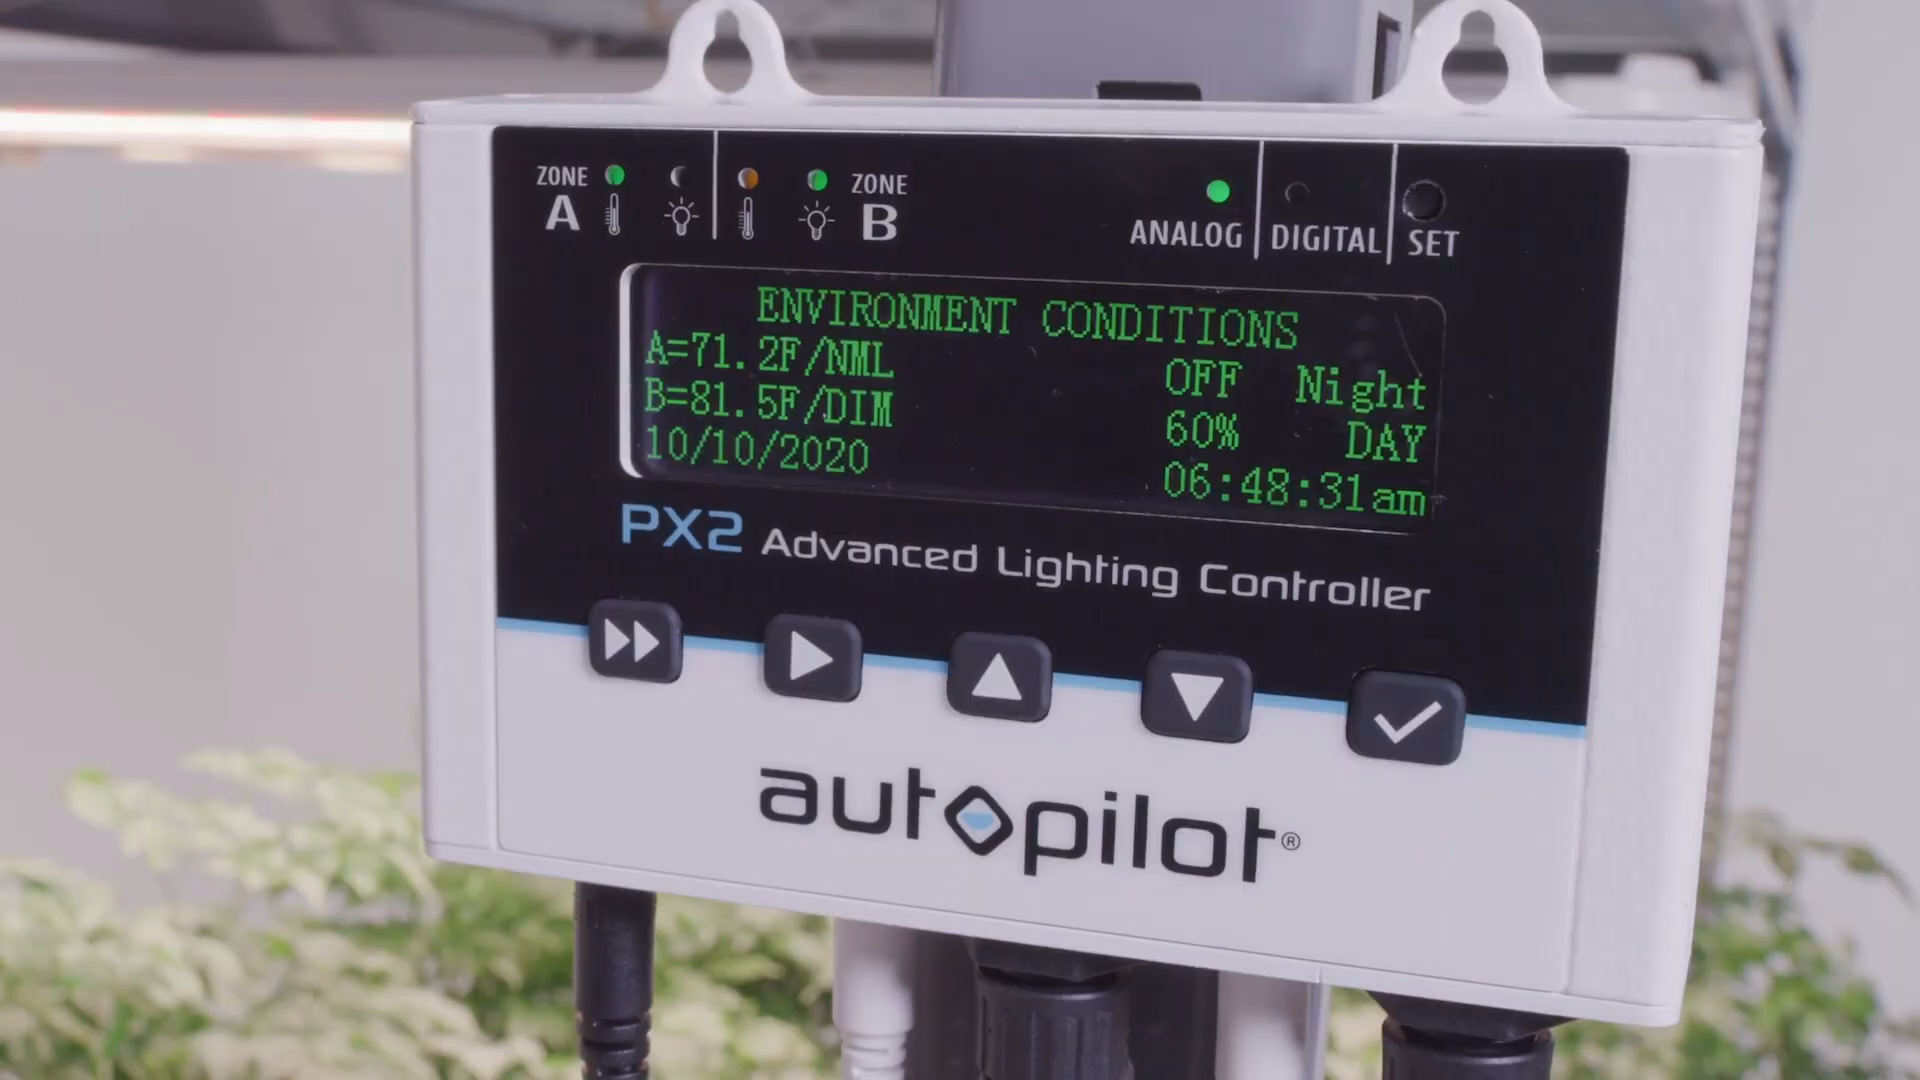 ZONE A
ZONE B
ANALOG
DIGITAL
SET
ENVIRONMENT CONDITIONS
A=71.2F/NML OFF Night
B=81.5F/DIM 60% DAY
10/10/2020 06:48:31am
PX2 Advanced Lighting Controller
autopilot®